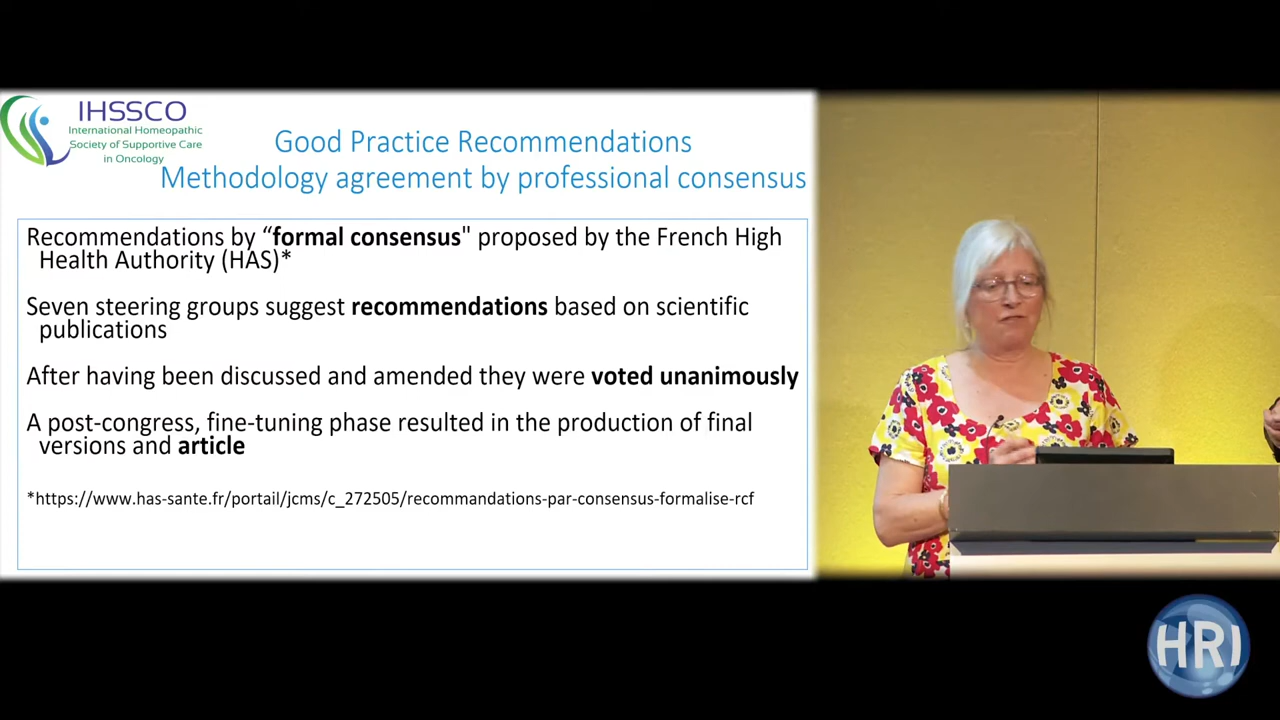 IHSSCO
International Homeopathic
Society of Supportive Care
in Oncology
Good Practice Recommendations
Methodology agreement by professional consensus
Recommendations by “formal consensus" proposed by the French High
Health Authority (HAS)*
Seven steering groups suggest recommendations based on scientific
publications
After having been discussed and amended they were voted unanimously
A post-congress, fine-tuning phase resulted in the production of final
versions and article
*https://www.has-sante.fr/portail/jcms/c_272505/recommandations-par-consensus-formalise-rcf
HRI